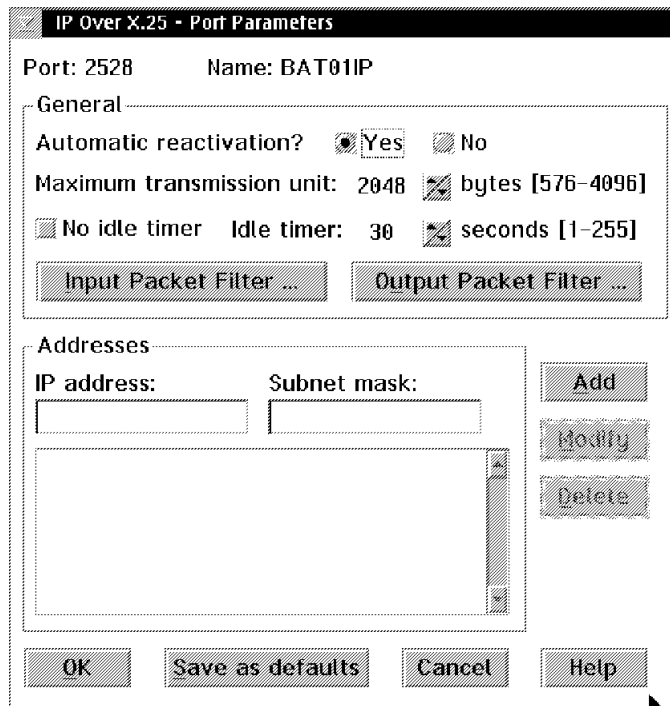 IP Over X.25 - Port Parameters
Port: 2528 Name: BAT01IP
General
Automatic reactivation? Yes No
Maximum transmission unit: 2048 bytes [576-4096]
No idle timer Idle timer: 30 seconds [1-255]
Input Packet Filter ... Output Packet Filter ...
Addresses
IP address: Subnet mask:
Add
Modify
Delete
OK Save as defaults Cancel Help